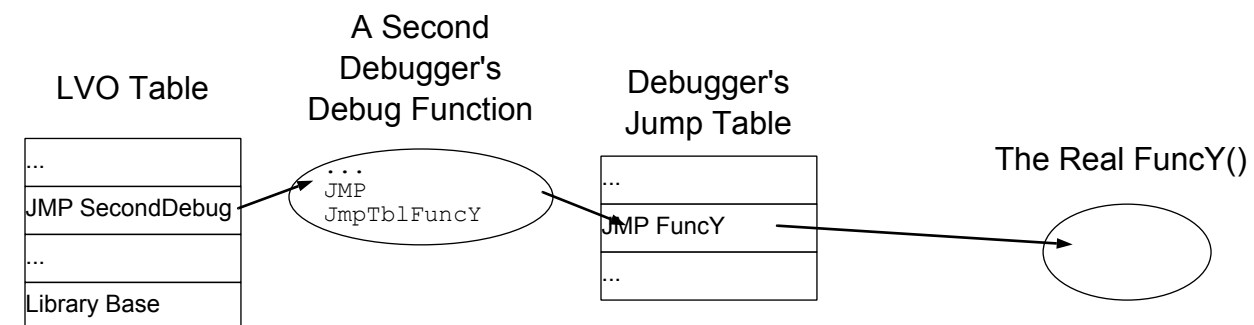 LVO Table
...
JMP SecondDebug
...
Library Base
A Second
Debugger's
Debug Function
...
JMP
JmpTblFuncY
Debugger's
Jump Table
...
JMP FuncY
...
The Real FuncY()